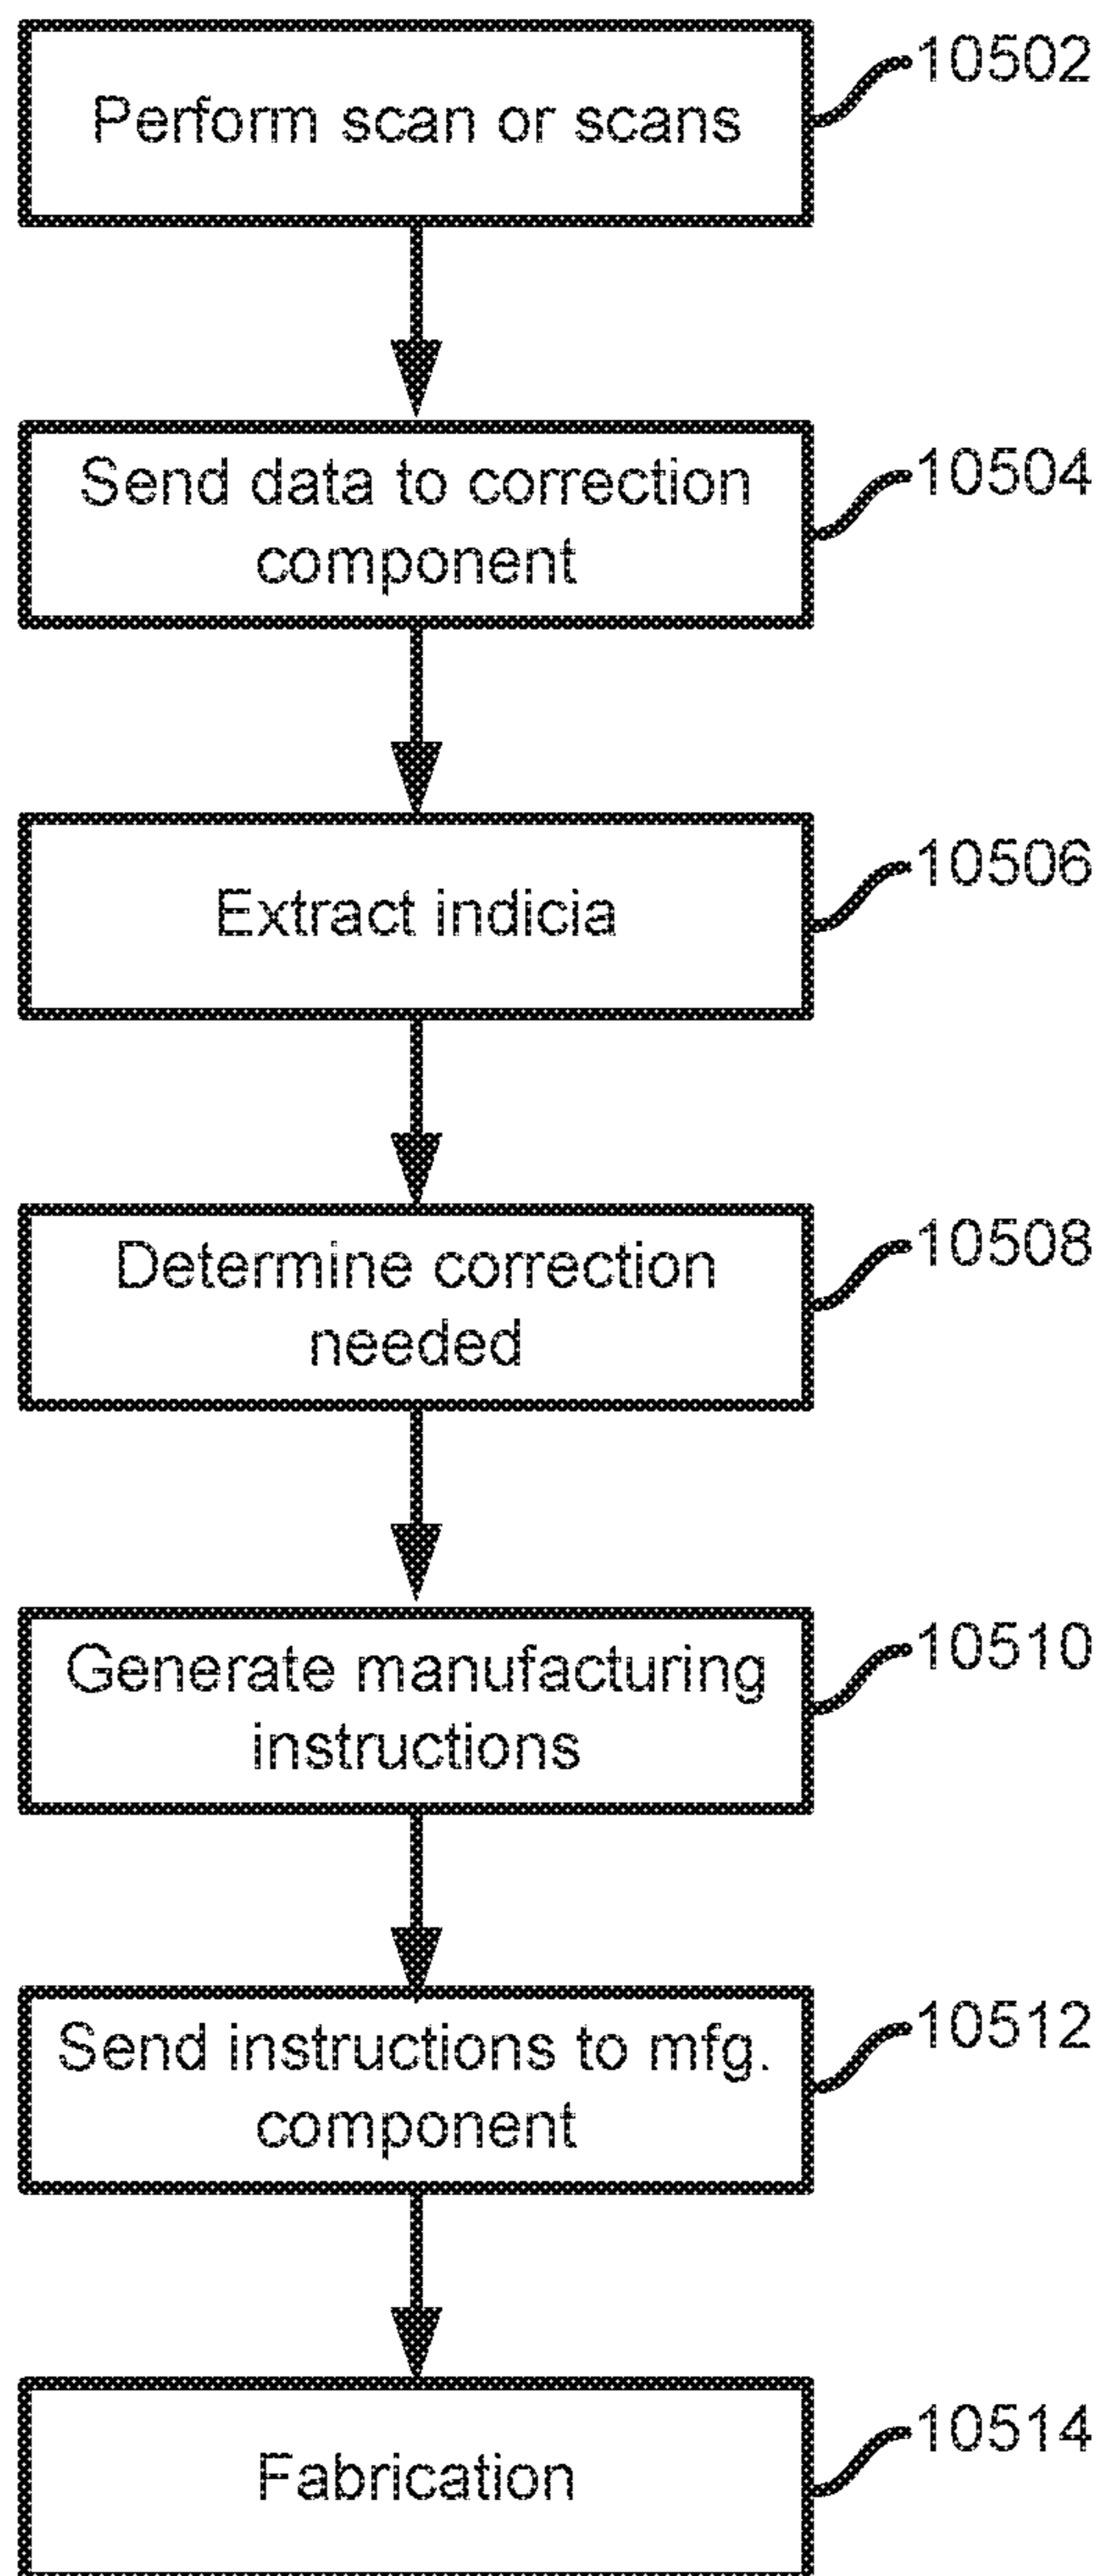 Perform scan or scans
10502
Send data to correction
component
10504
Extract indicia
10506
Determine correction
needed
10508
Generate manufacturing
instructions
10510
Send instructions to mfg.
component
10512
Fabrication
10514